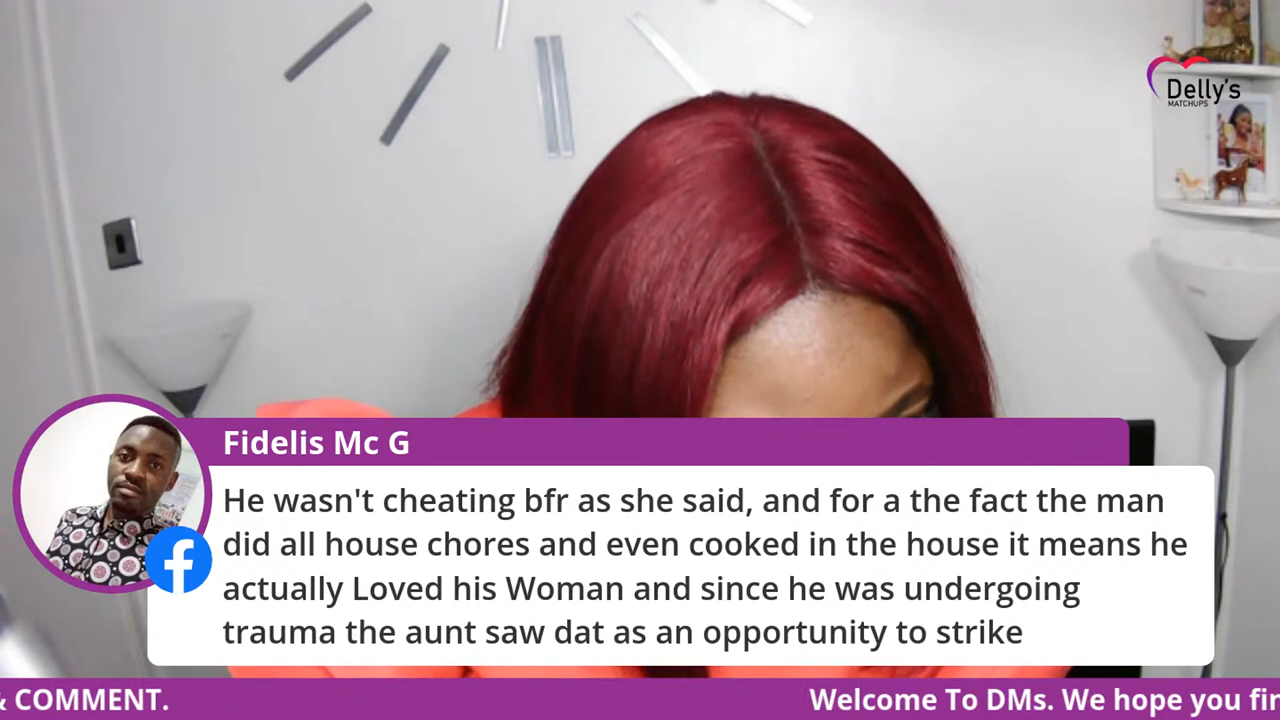 Delly's
MATCHUPS
Fidelis Mc G
He wasn't cheating bfr as she said, and for a the fact the man
did all house chores and even cooked in the house it means he
actually Loved his Woman and since he was undergoing
trauma the aunt saw dat as an opportunity to strike
& COMMENT.
Welcome To DMs. We hope you fin